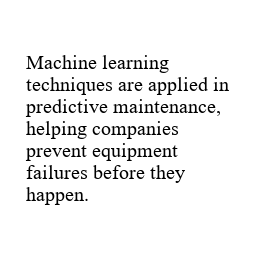 Machine learning
techniques are applied in
predictive maintenance,
helping companies
prevent equipment
failures before they
happen.